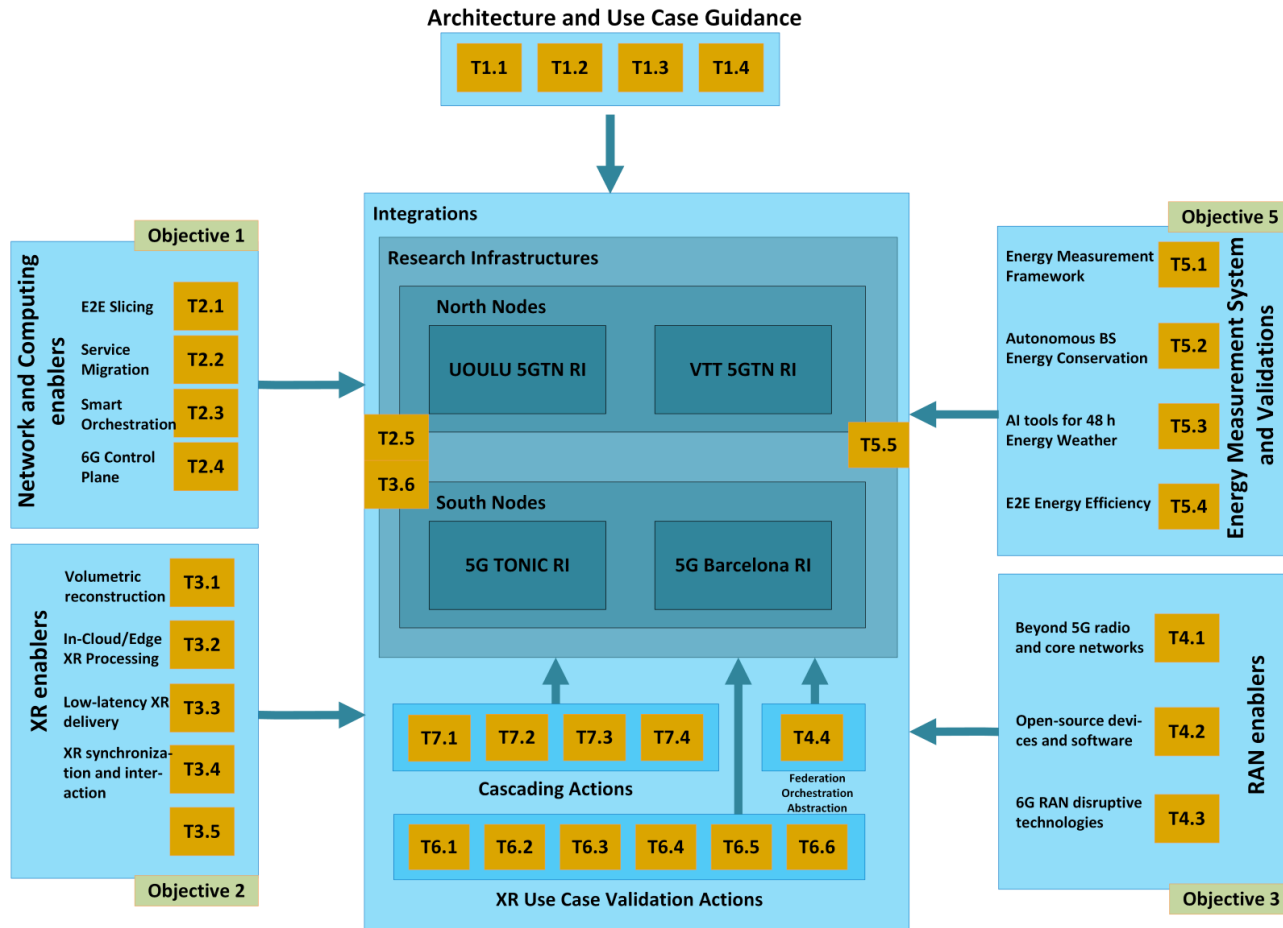 Architecture and Use Case Guidance
T1.1
T1.2
T1.3
T1.4
Objective 1
Network and Computing
enablers
E2E Slicing
T2.1
Service
Migration
T2.2
Smart
Orchestration
T2.3
6G Control
Plane
T2.4
XR enablers
Volumetric
reconstruction
T3.1
In-Cloud/Edge
XR Processing
T3.2
Low-latency XR
delivery
T3.3
XR synchroniza-
tion and inter-
action
T3.4
T3.5
Objective 2
Integrations
Research Infrastructures
North Nodes
UOULU 5GTN RI
VTT 5GTN RI
T2.5
T3.6
T5.5
South Nodes
5G TONIC RI
5G Barcelona RI
T7.1
T7.2
T7.3
T7.4
Cascading Actions
T4.4
Federation
Orchestration
Abstraction
T6.1
T6.2
T6.3
T6.4
T6.5
T6.6
XR Use Case Validation Actions
Objective 5
Energy Measurement
Framework
T5.1
Autonomous BS
Energy Conservation
T5.2
AI tools for 48 h
Energy Weather
T5.3
E2E Energy Efficiency
T5.4
Energy Measurement System
and Validations
Beyond 5G radio
and core networks
T4.1
Open-source devi-
ces and software
T4.2
6G RAN disruptive
technologies
T4.3
RAN enablers
Objective 3